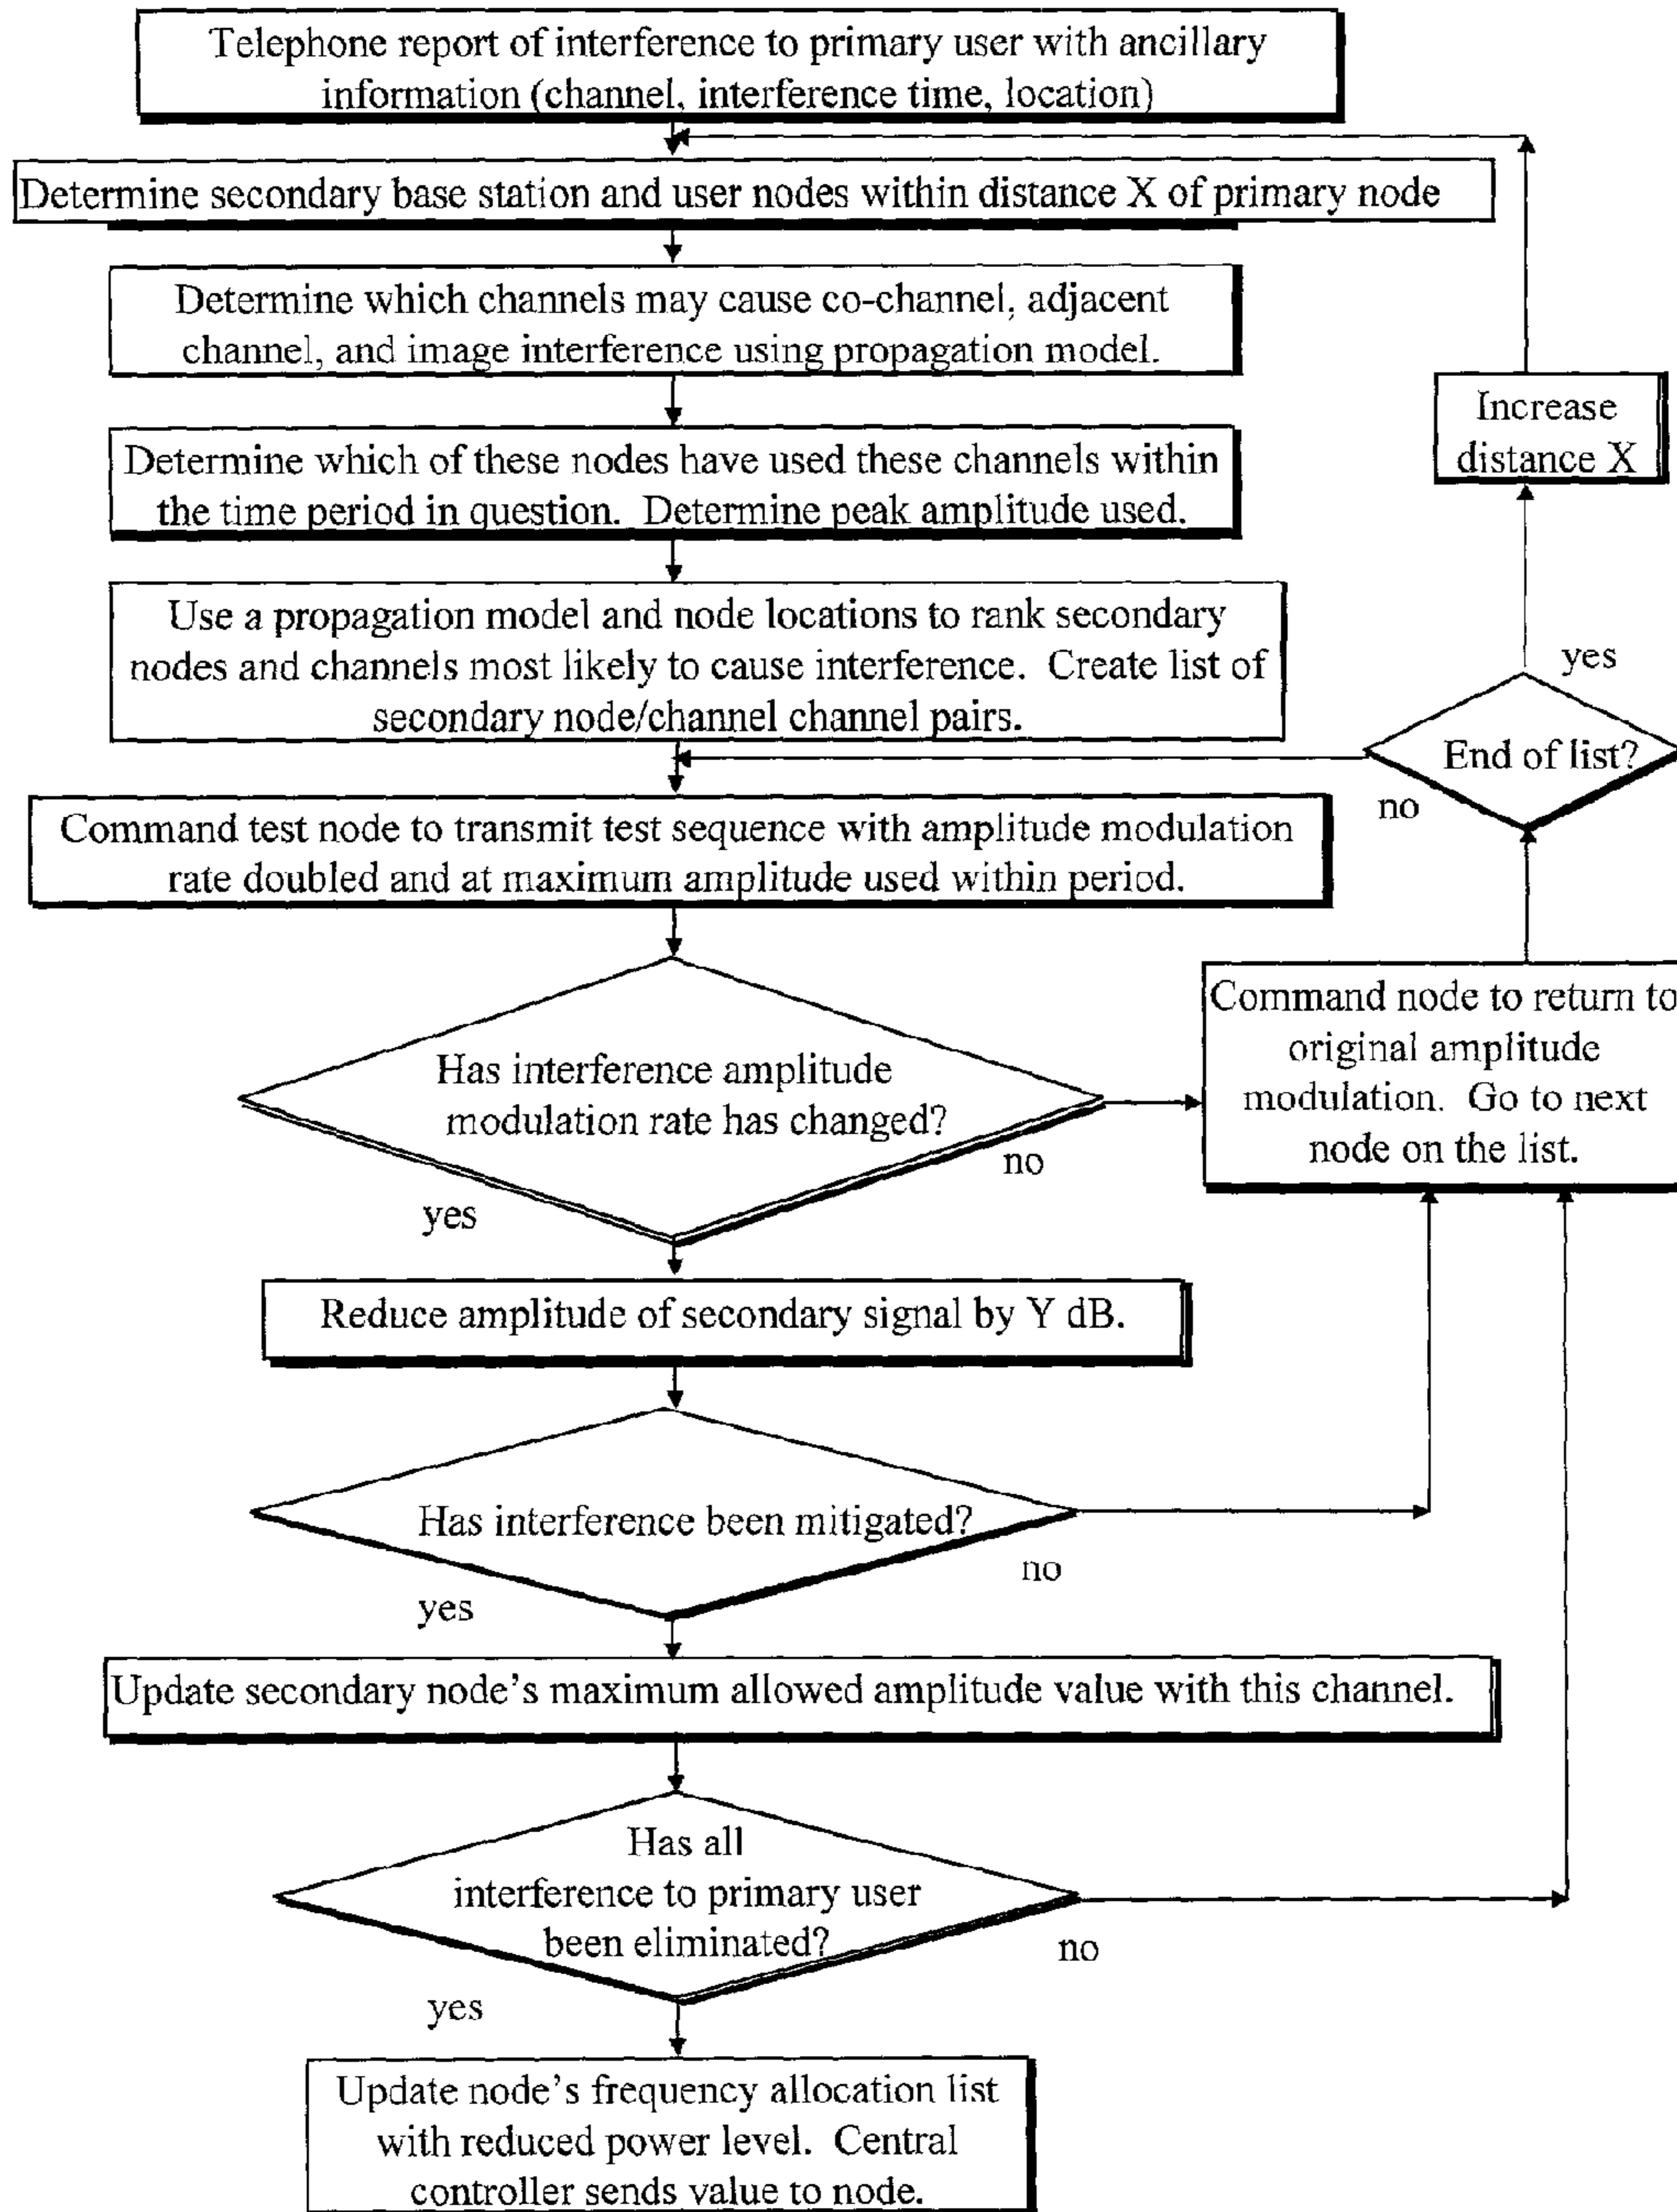 Telephone report of interference to primary user with ancillary
information (channel, interference time, location)
Determine secondary base station and user nodes within distance X of primary node
Determine which channels may cause co-channel, adjacent
channel, and image interference using propagation model.
Increase
distance X
Determine which of these nodes have used these channels within
the time period in question. Determine peak amplitude used.
Use a propagation model and node locations to rank secondary
nodes and channels most likely to cause interference. Create list of
secondary node/channel channel pairs.
yes
End of list?
no
Command test node to transmit test sequence with amplitude modulation
rate doubled and at maximum amplitude used within period.
Command node to return to
original amplitude
modulation. Go to next
node on the list.
Has interference amplitude
modulation rate has changed?
no
yes
Reduce amplitude of secondary signal by Y dB.
Has interference been mitigated?
no
yes
Update secondary node's maximum allowed amplitude value with this channel.
Has all
interference to primary user
been eliminated?
no
yes
Update node's frequency allocation list
with reduced power level. Central
controller sends value to node.